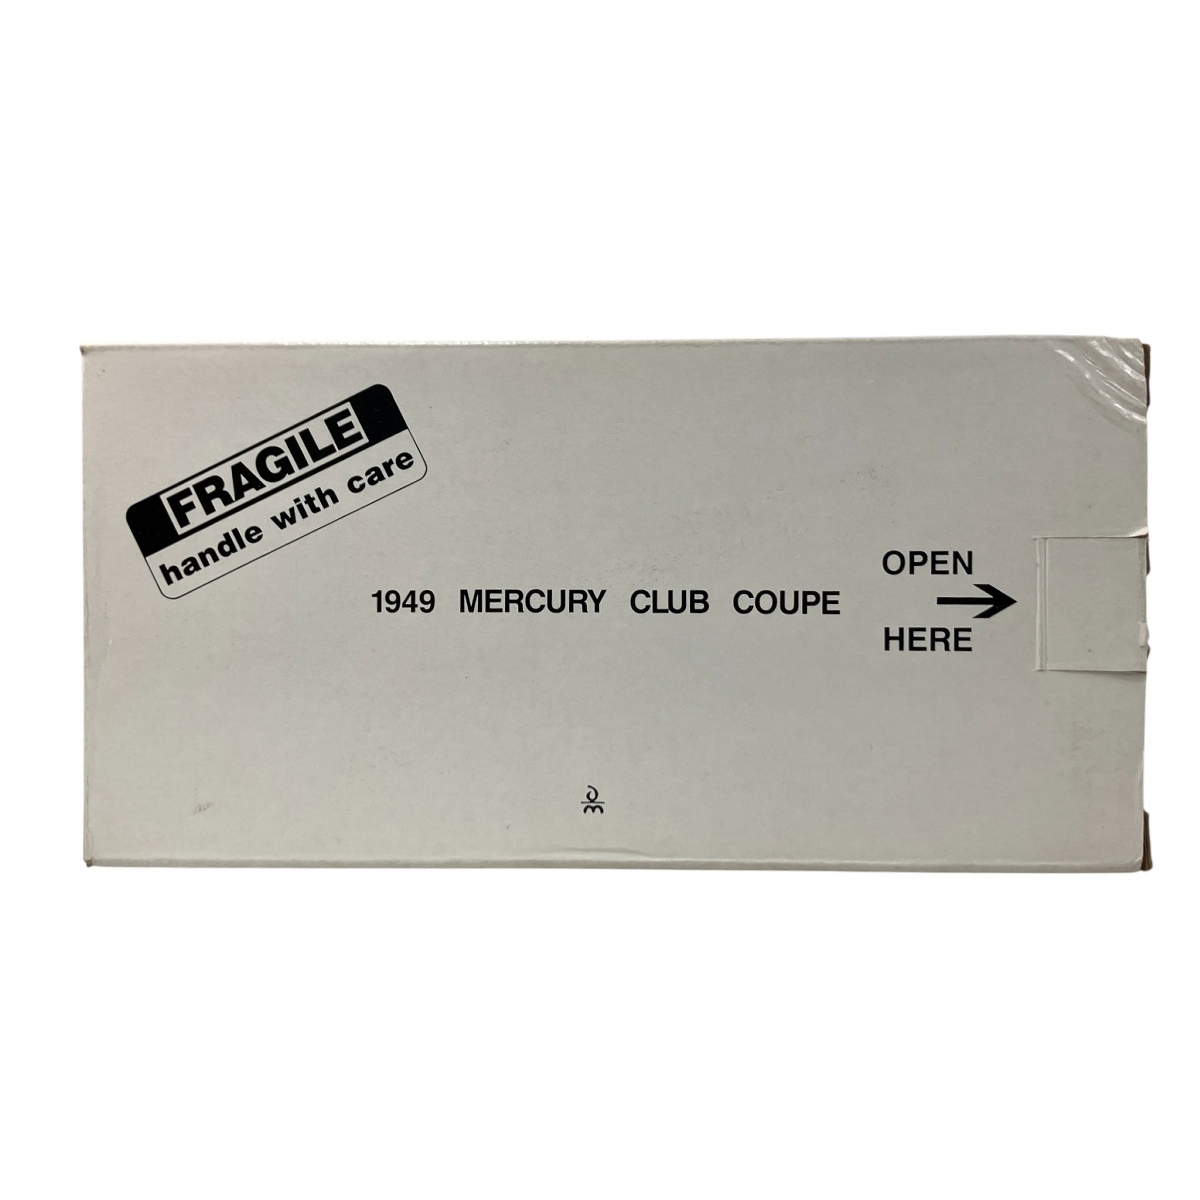 FRAGILE
handle with care
1949 MERCURY CLUB COUPE
OPEN
HERE